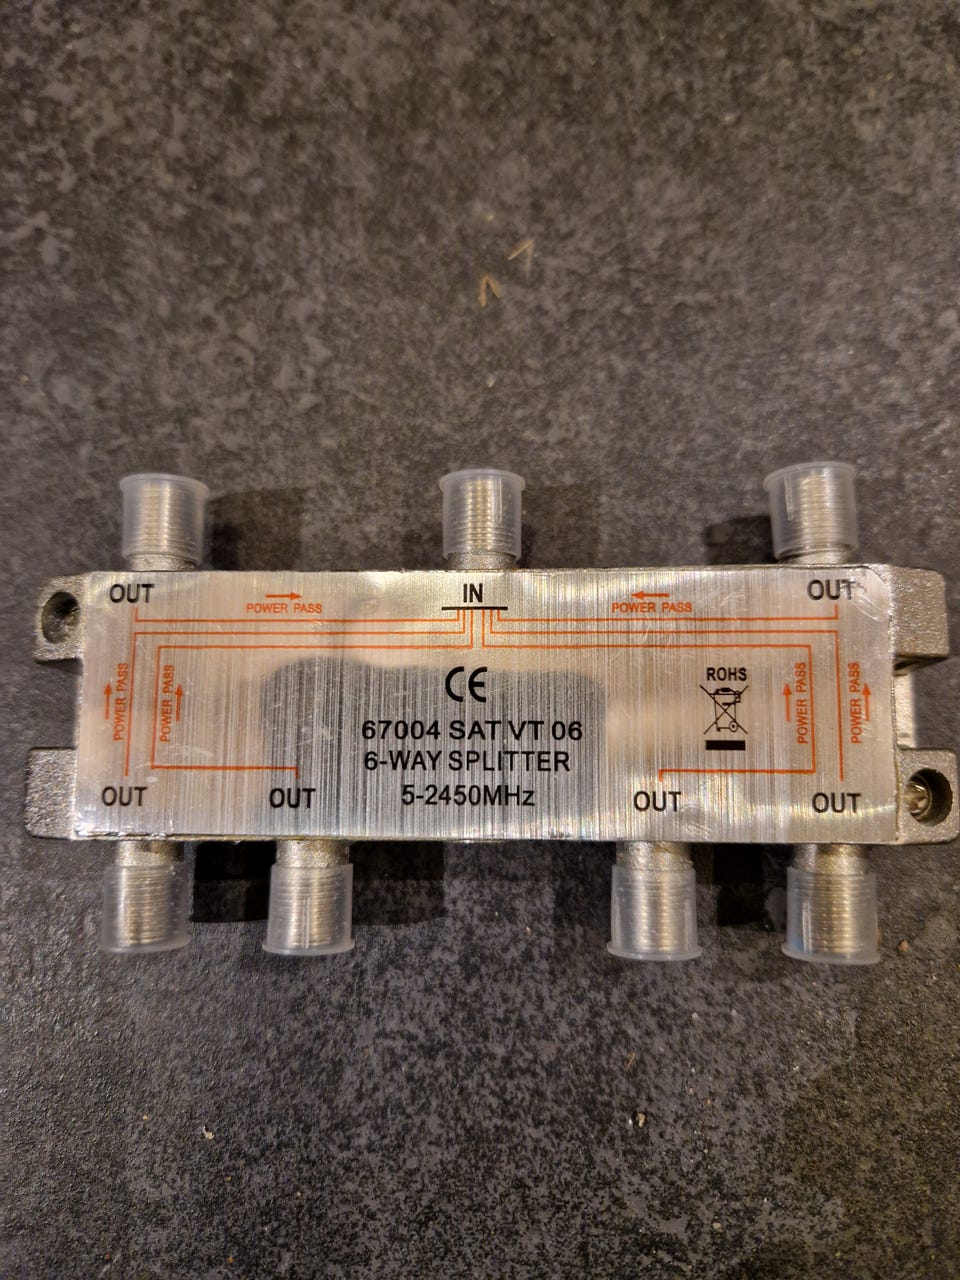 OUT
IN
OUT
POWER PASS
POWER PASS
POWER PASS
POWER PASS
POWER PASS
POWER PASS
CE
ROHS
67004 SAT VT 06
6-WAY SPLITTER
5-2450MHz
OUT
OUT
OUT
OUT